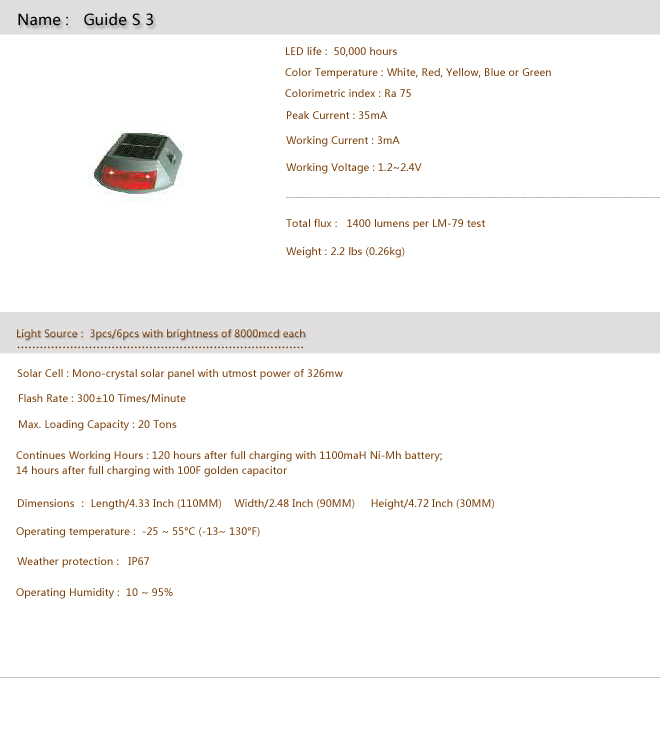 Name : Guide S 3
LED life : 50,000 hours
Color Temperature : White, Red, Yellow, Blue or Green
Colorimetric index : Ra 75
Peak Current : 35mA
Working Current : 3mA
Working Voltage : 1.2~2.4V
Total flux : 1400 lumens per LM-79 test
Weight : 2.2 lbs (0.26kg)
Light Source : 3pcs/6pcs with brightness of 8000mcd each
Solar Cell : Mono-crystal solar panel with utmost power of 326mw
Flash Rate : 300±10 Times/Minute
Max. Loading Capacity : 20 Tons
Continues Working Hours : 120 hours after full charging with 1100maH Ni-Mh battery;
14 hours after full charging with 100F golden capacitor
Dimensions : Length/4.33 Inch (110MM) Width/2.48 Inch (90MM) Height/4.72 Inch (30MM)
Operating temperature : -25 ~ 55°C (-13~ 130°F)
Weather protection : IP67
Operating Humidity : 10 ~ 95%